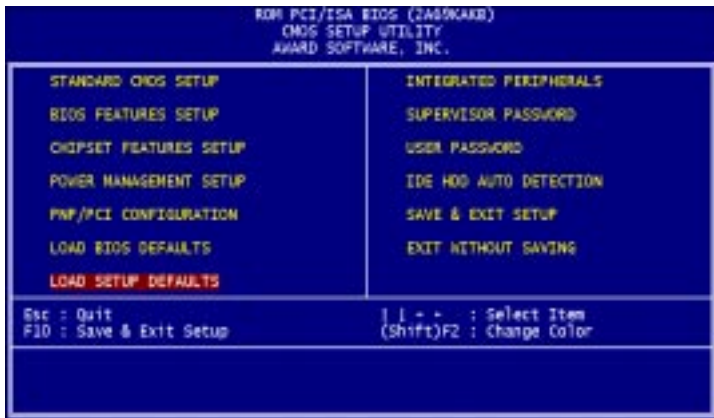 ROM PCI/ISA BIOS (2A69KAKB)
CMOS SETUP UTILITY
AWARD SOFTWARE, INC.
STANDARD CMOS SETUP
BIOS FEATURES SETUP
CHIPSET FEATURES SETUP
POWER MANAGEMENT SETUP
PNP/PCI CONFIGURATION
LOAD BIOS DEFAULTS
LOAD SETUP DEFAULTS
INTEGRATED PERIPHERALS
SUPERVISOR PASSWORD
USER PASSWORD
IDE HDD AUTO DETECTION
SAVE & EXIT SETUP
EXIT WITHOUT SAVING
Esc : Quit
F10 : Save & Exit Setup
: Select Item
(Shift)F2 : Change Color